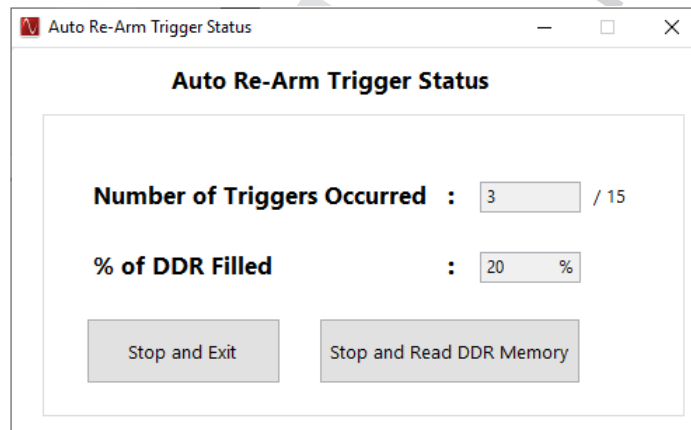 Auto Re-Arm Trigger Status
Auto Re-Arm Trigger Status
Number of Triggers Occurred : 3 / 15
% of DDR Filled : 20 %
Stop and Exit Stop and Read DDR Memory